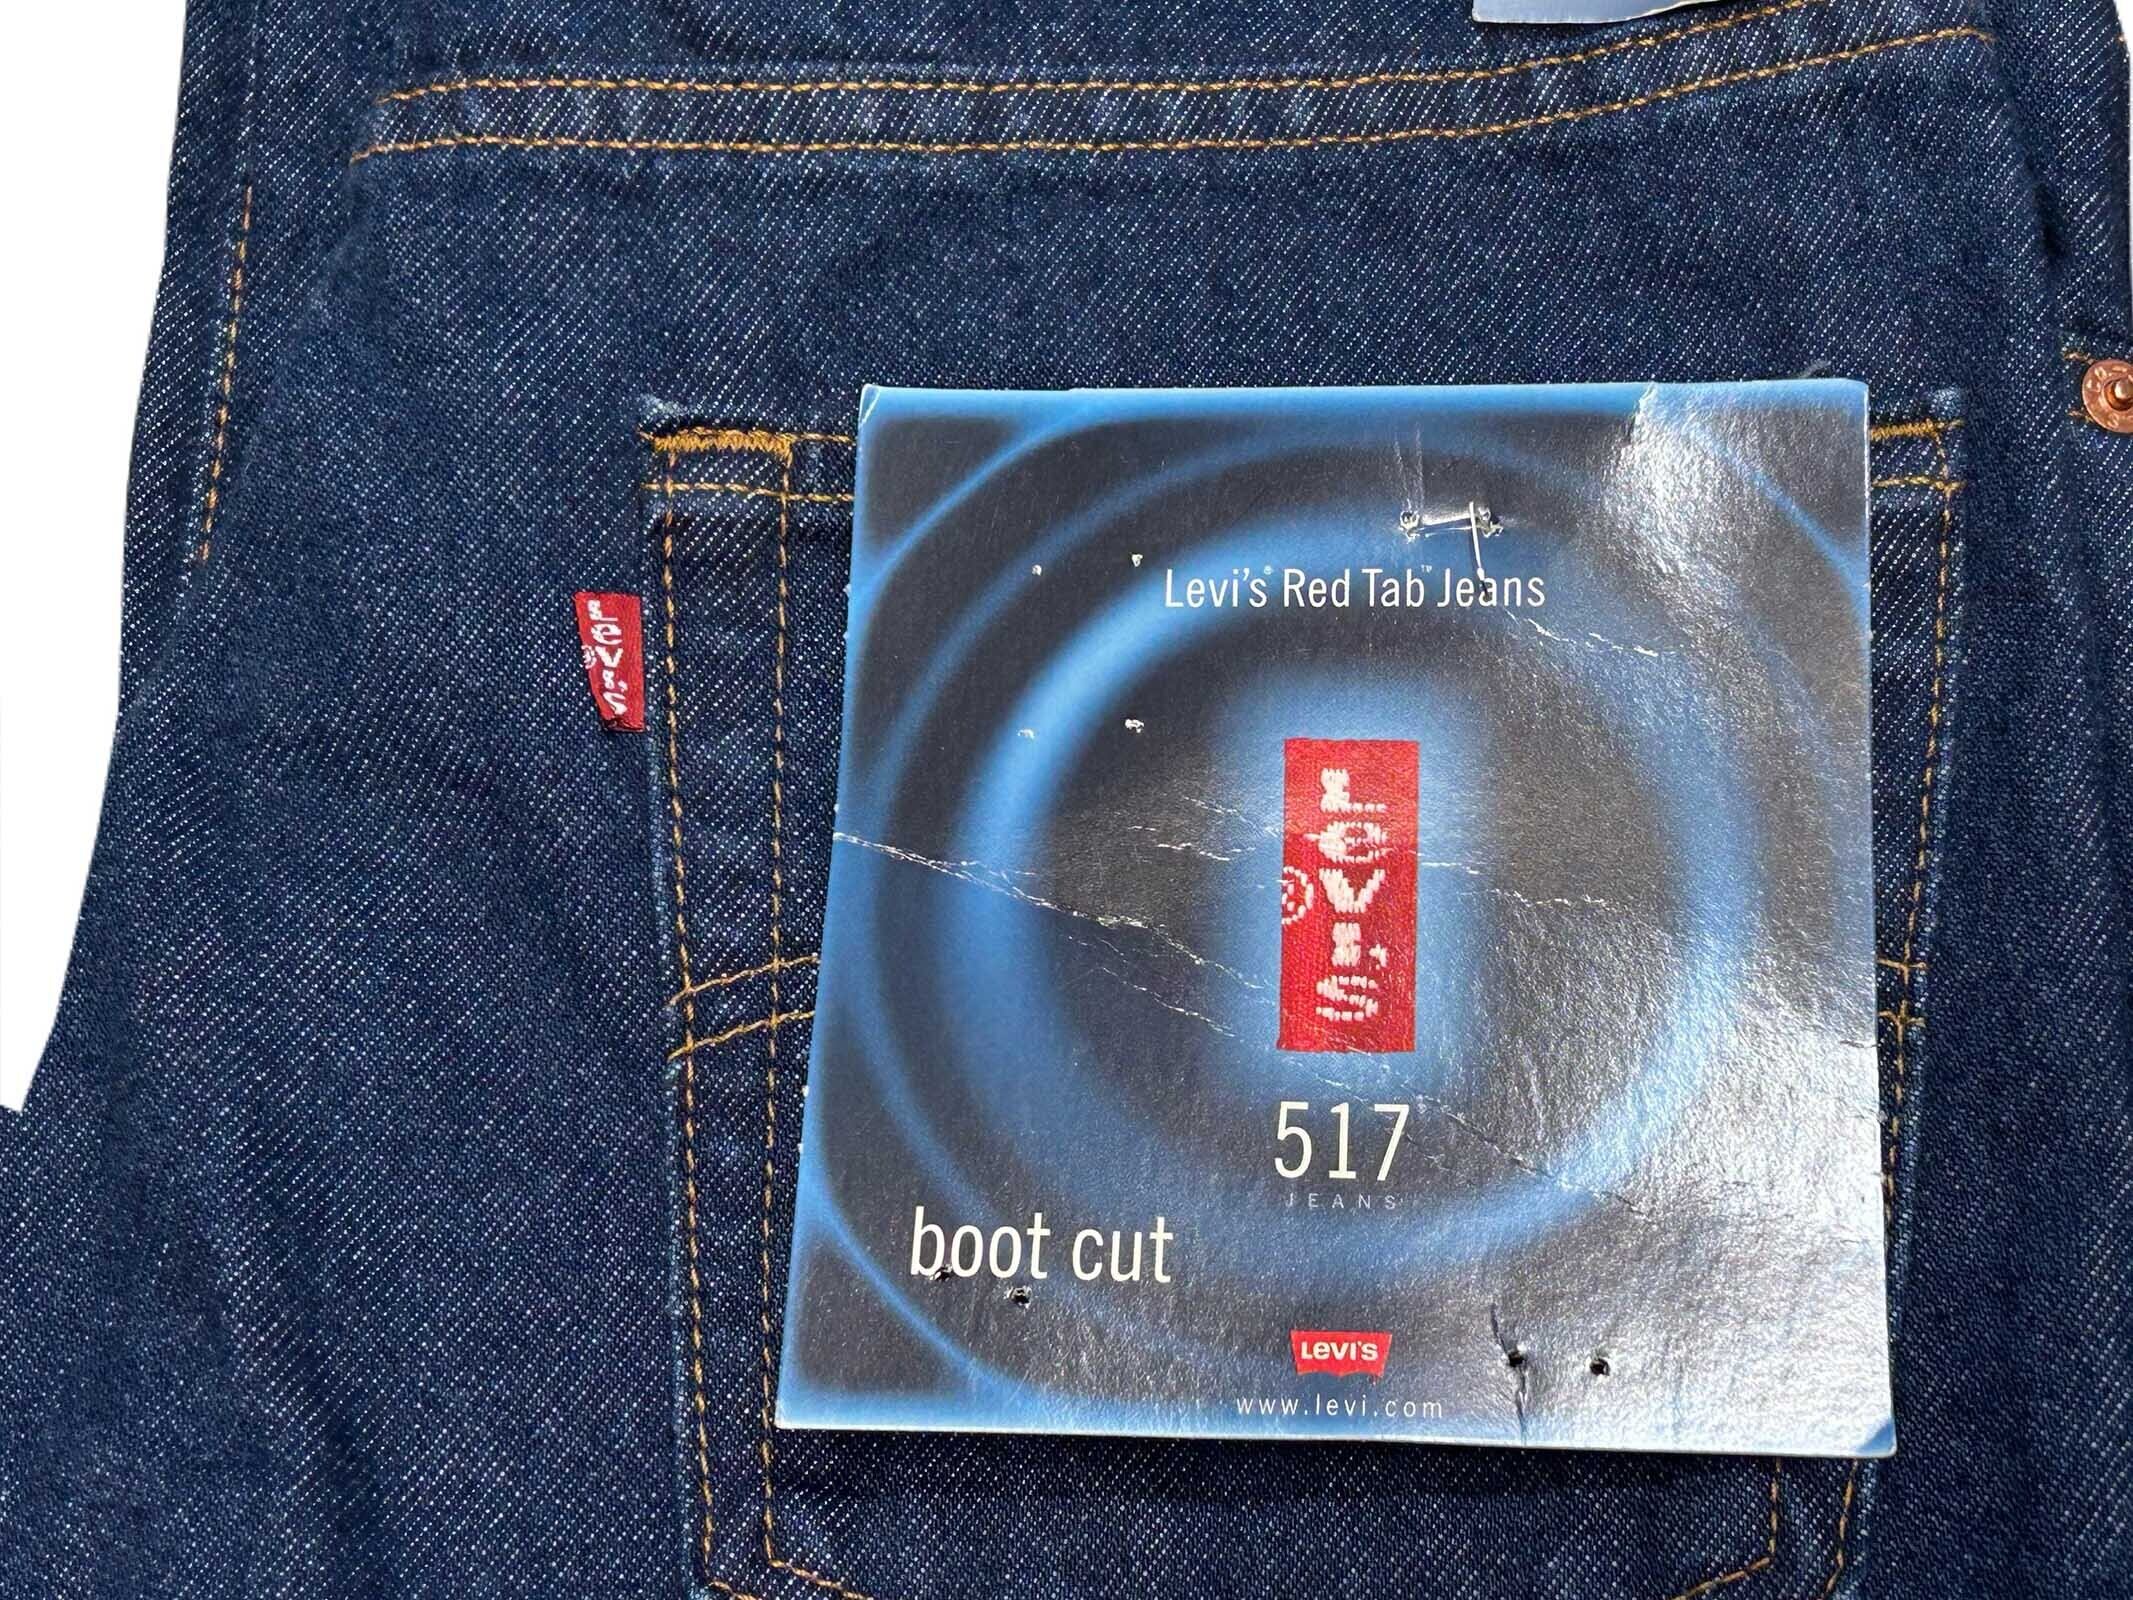 Levi's® Red Tab™ Jeans
LEVI'S®
LeVI'S®
517
JEANS
boot cut
LEVI'S
www.levi.com